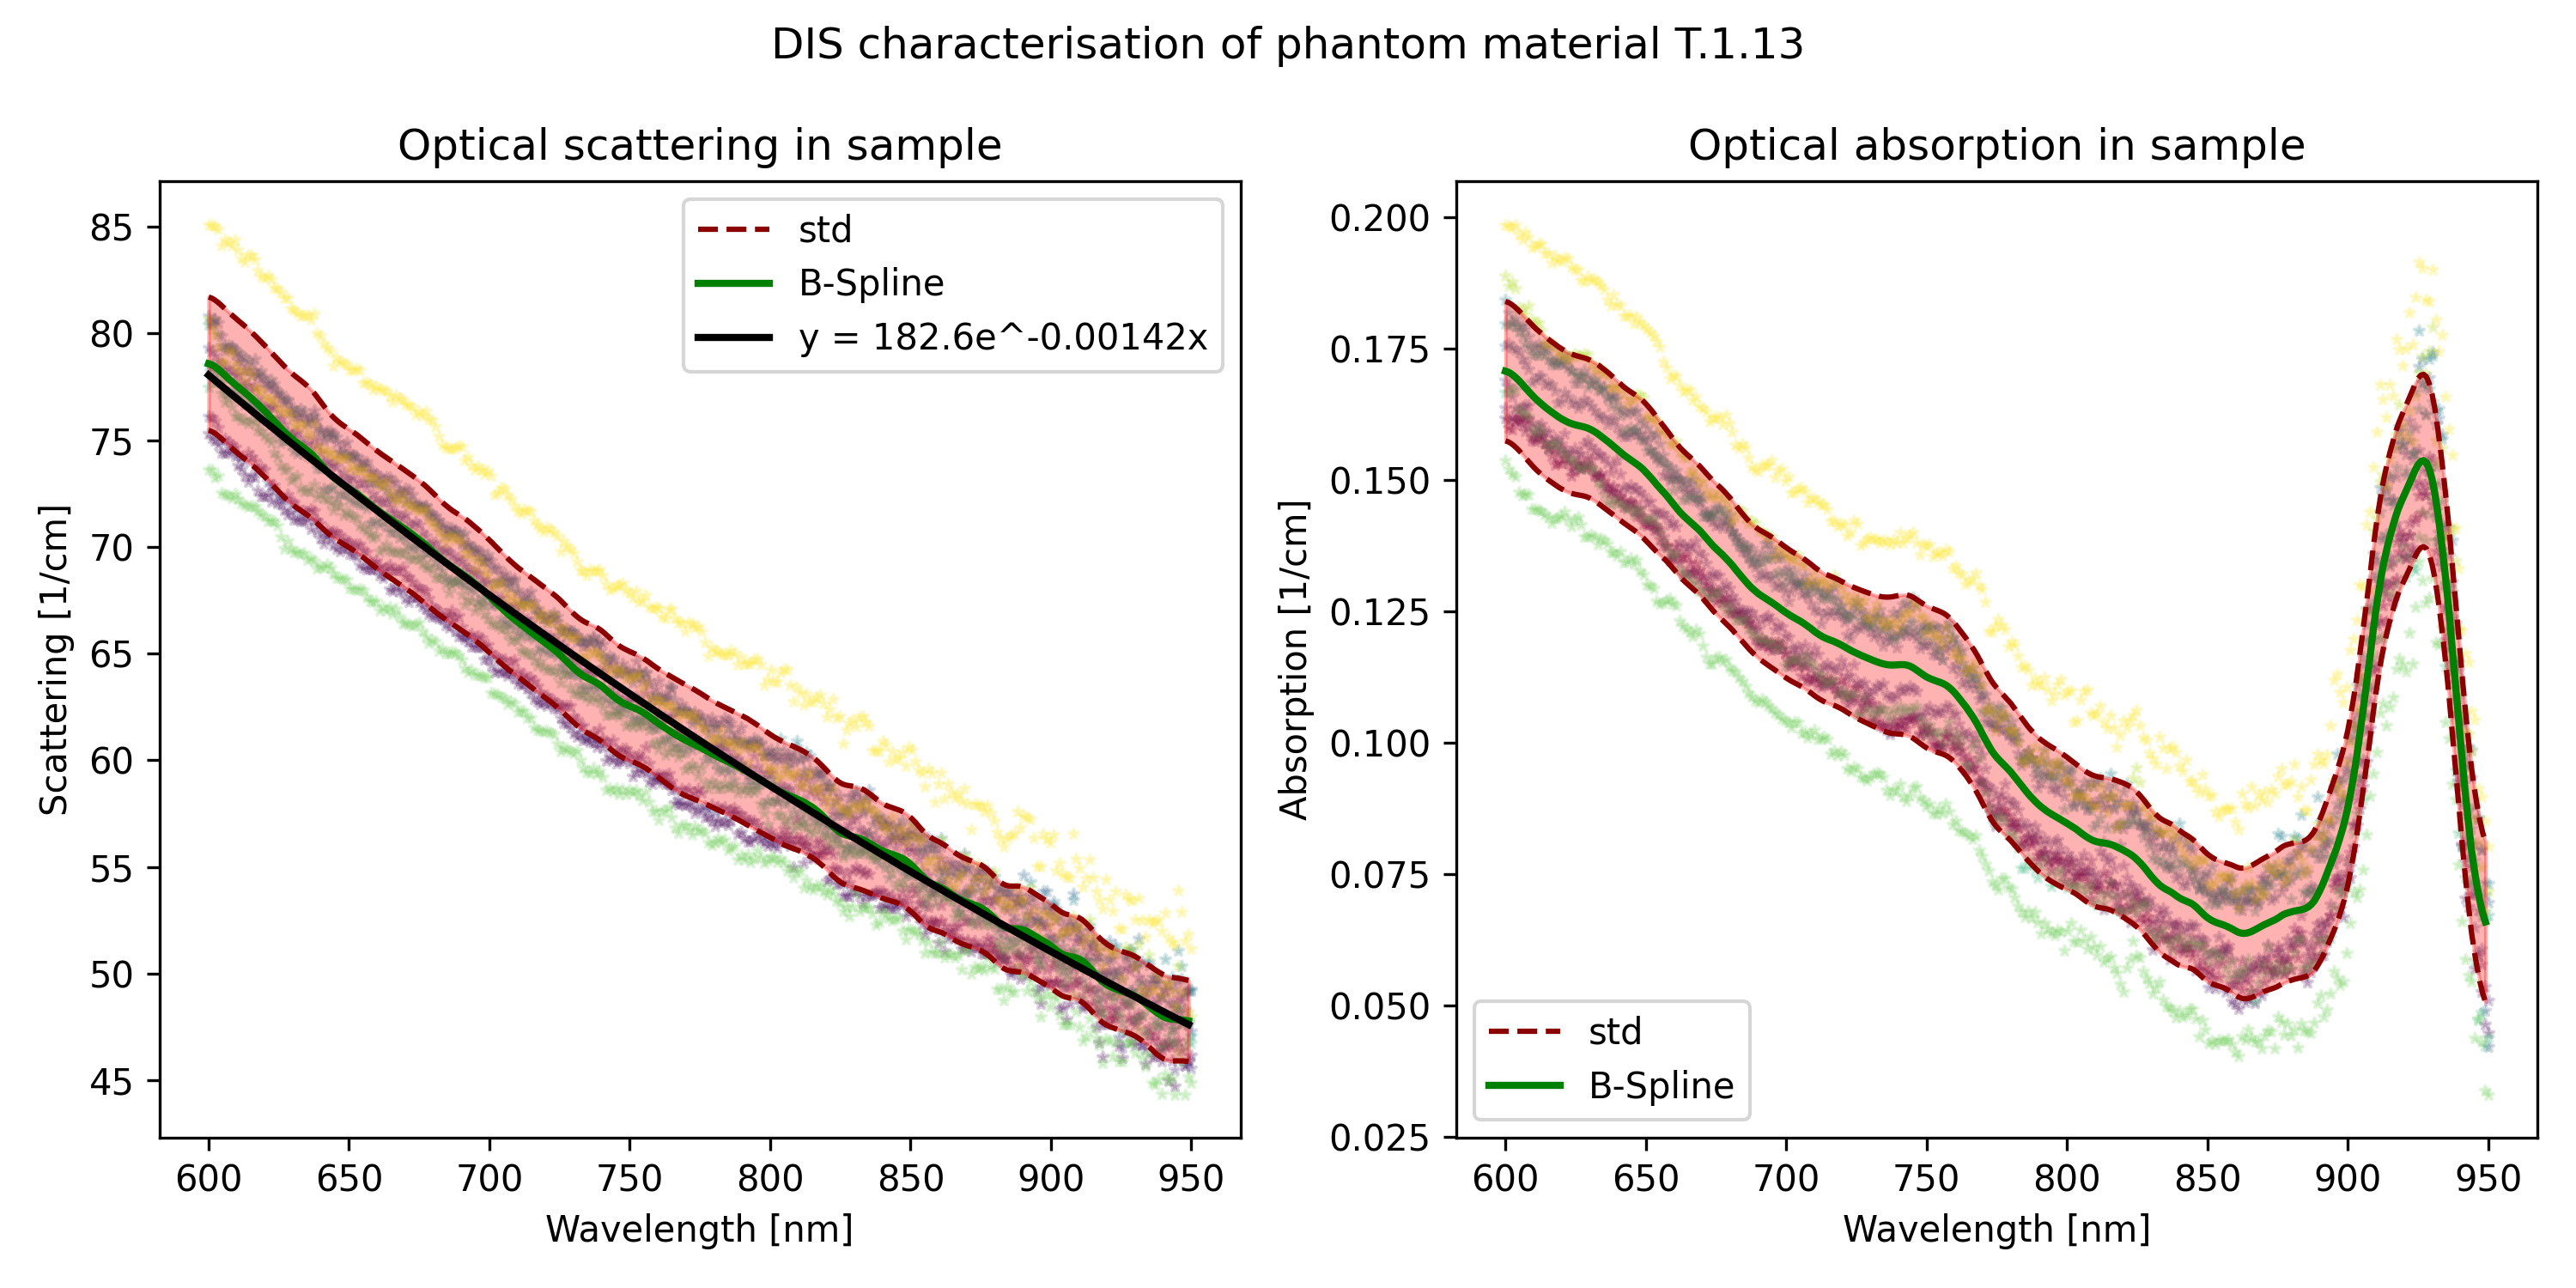 DIS characterisation of phantom material T.1.13
Optical scattering in sample
85
80
75
70
65
60
55
50
45
Scattering [1/cm]
std
B-Spline
y = 182.6e^-0.00142x
600 650 700 750 800 850 900 950
Wavelength [nm]
Optical absorption in sample
0.200
0.175
0.150
0.125
0.100
0.075
0.050
0.025
Absorption [1/cm]
std
B-Spline
600 650 700 750 800 850 900 950
Wavelength [nm]